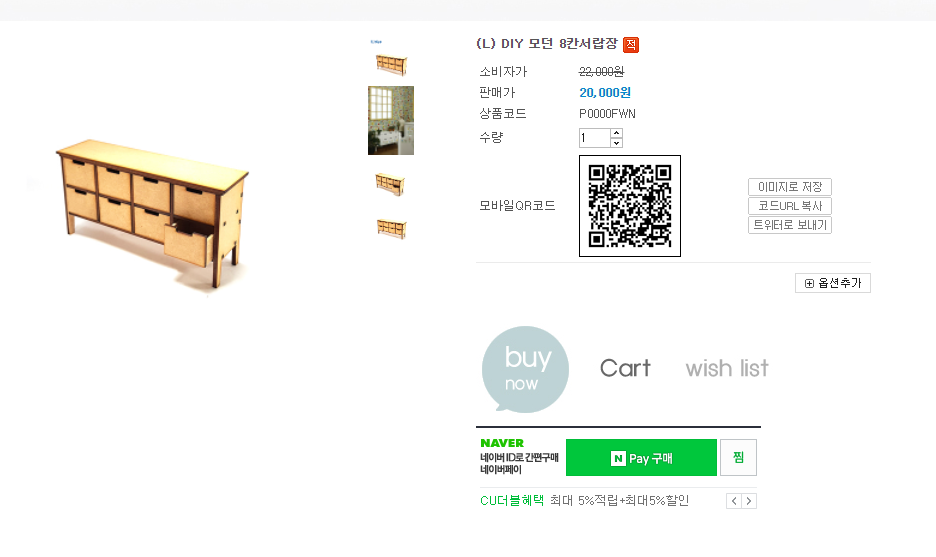 (L) DIY 모던 8칸서랍장 적
소비자가 22,000원
판매가 20,000원
상품코드 P0000FWN
수량 1
모바일QR코드
이미지로 저장
코드URL 복사
트위터로 보내기
옵션추가
buy
now
Cart
wish list
NAVER
네이버 ID로 간편구매
네이버페이
N Pay 구매
찜
CU더블혜택 최대 5%적립+최대5%할인